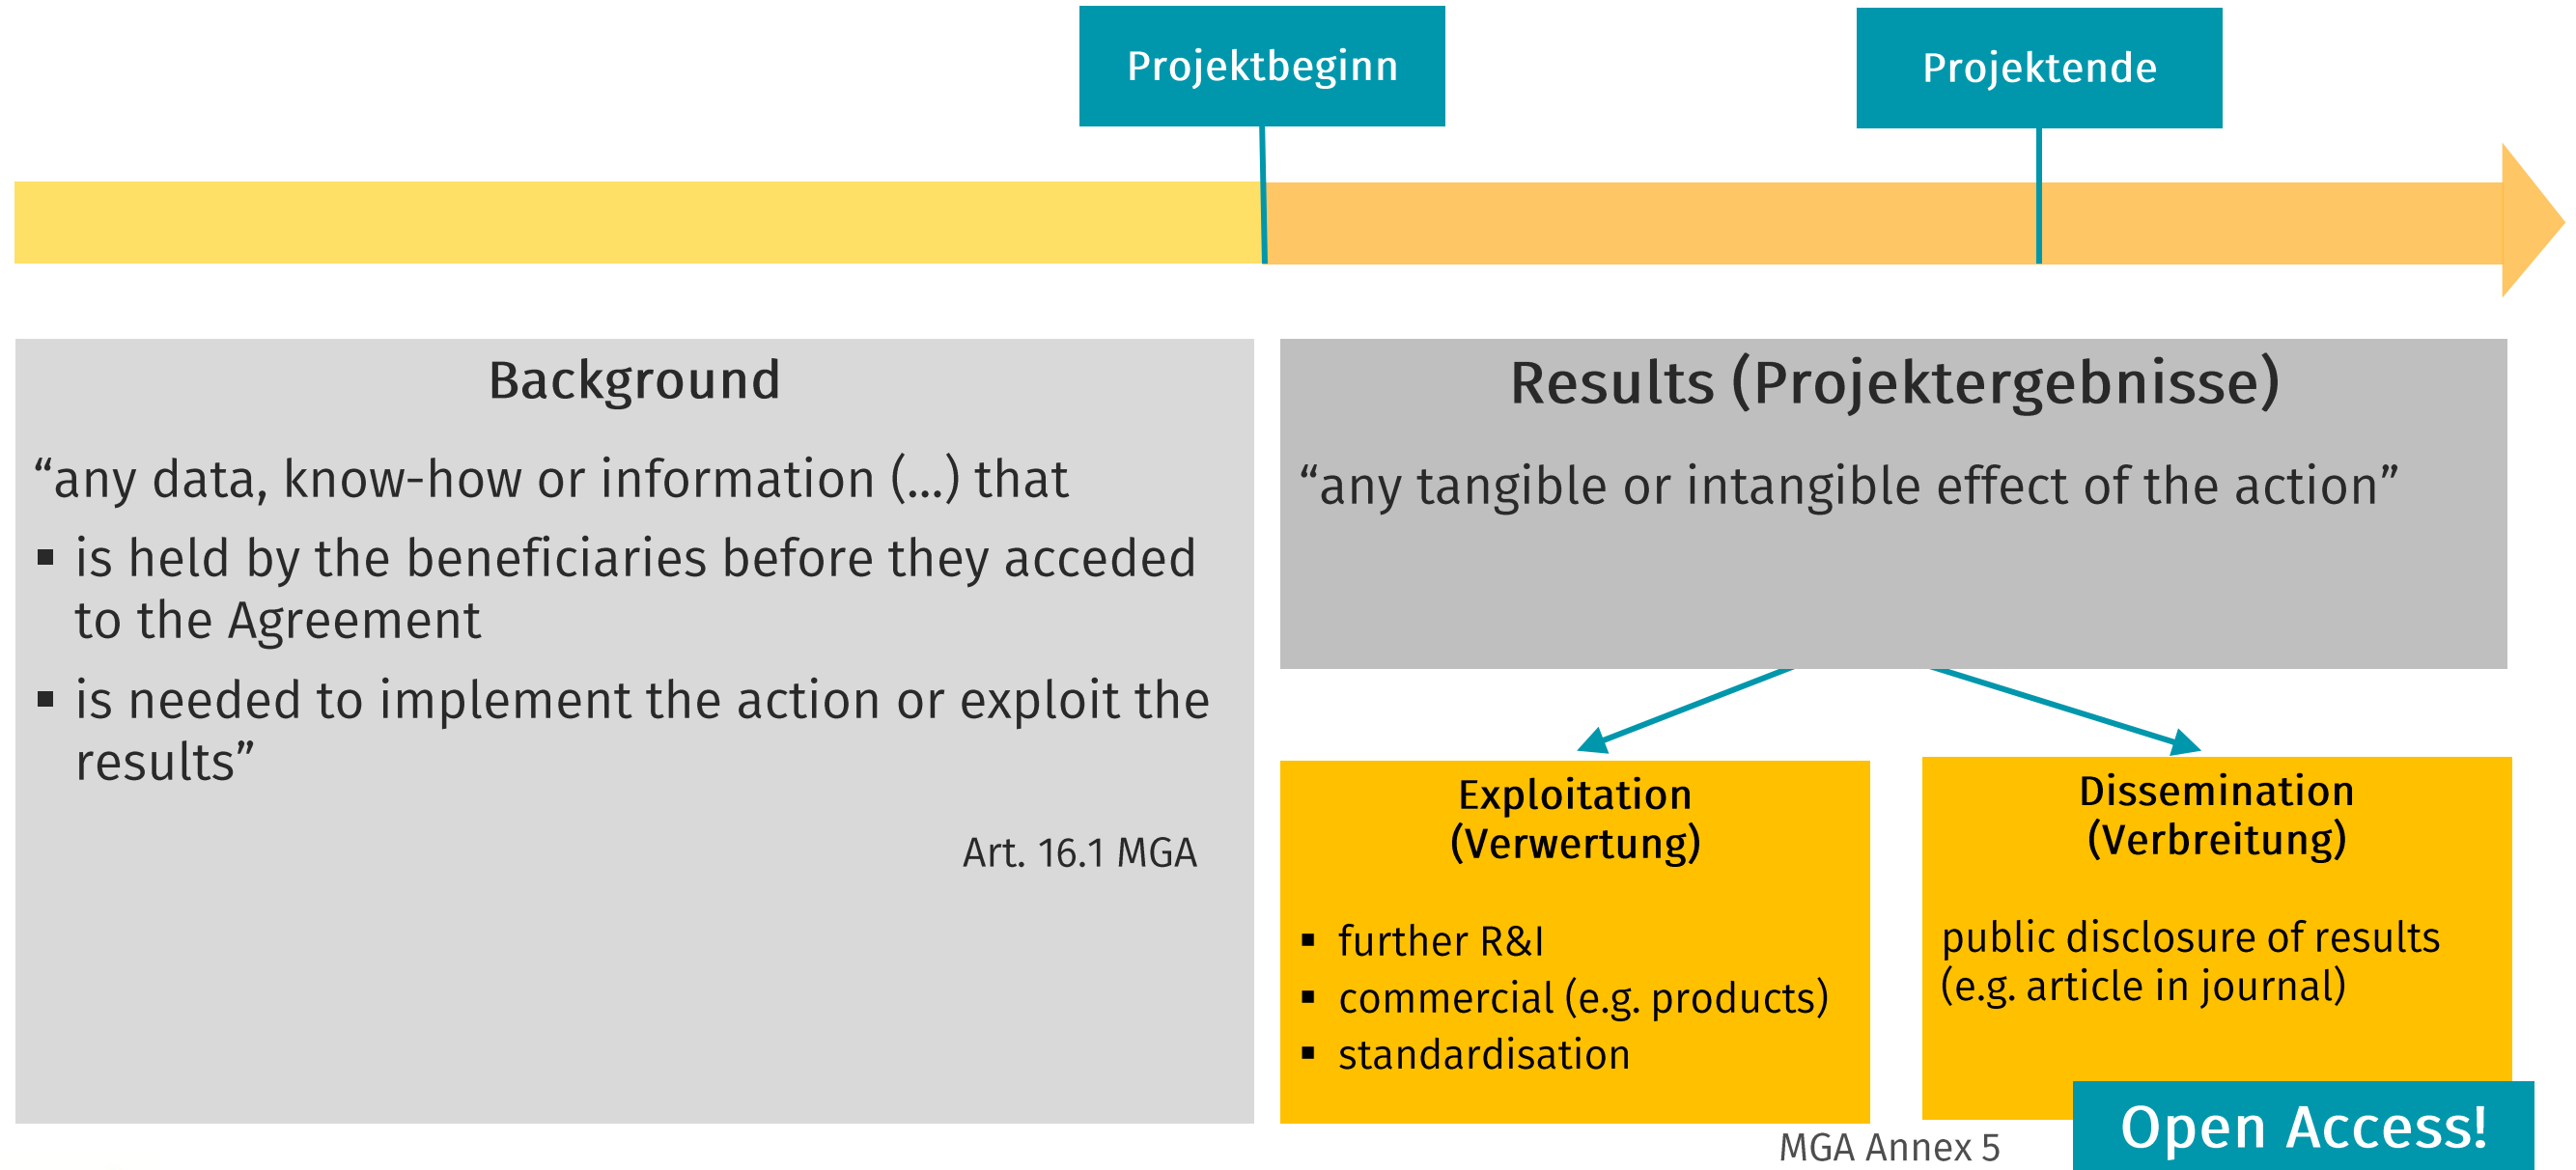 Projektbeginn
Projektende
Background
“any data, know-how or information (...) that
▪ is held by the beneficiaries before they acceded
to the Agreement
▪ is needed to implement the action or exploit the
results”
Art. 16.1 MGA
Results (Projektergebnisse)
“any tangible or intangible effect of the action”
Exploitation
(Verwertung)
▪ further R&I
▪ commercial (e.g. products)
▪ standardisation
Dissemination
(Verbreitung)
public disclosure of results
(e.g. article in journal)
Open Access!
MGA Annex 5